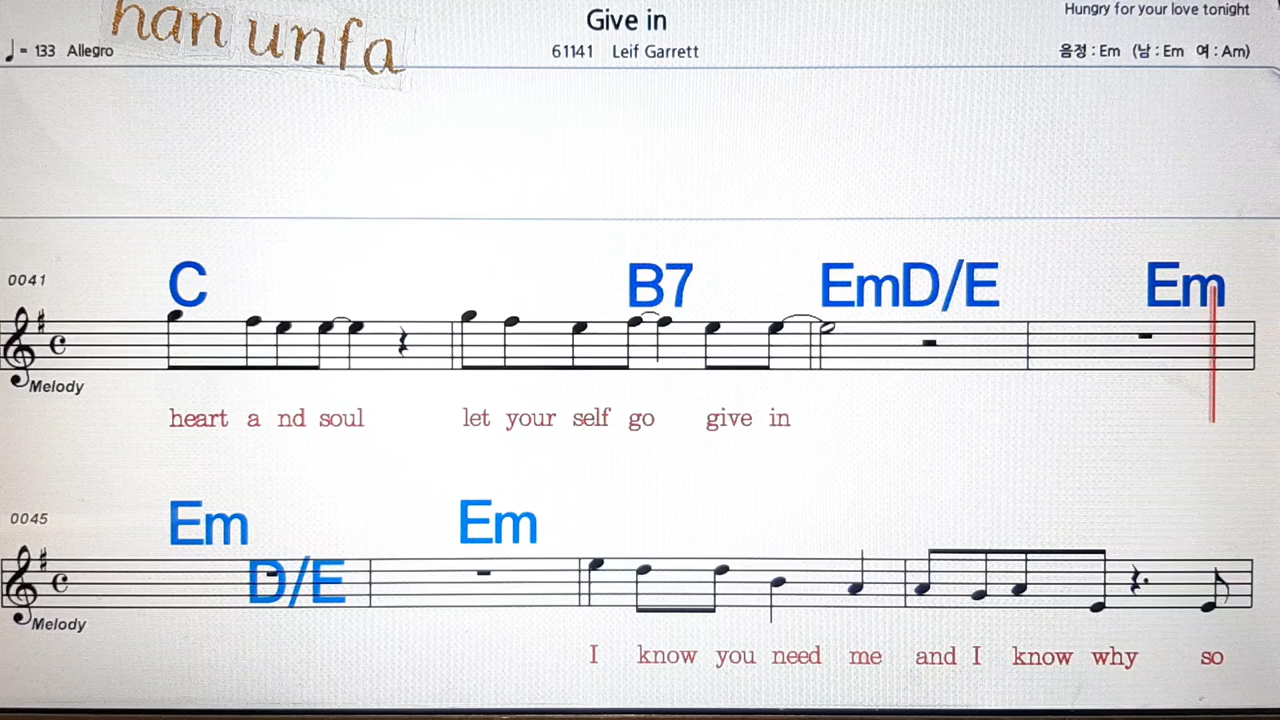 han unfa
Give in
Hungry for your love tonight
♩ = 133 Allegro
61141 Leif Garrett
음정 : Em (남 : Em 여 : Am)
C B7 EmD/E Em
0041
Melody
heart a nd soul let your self go give in
Em D/E Em
0045
Melody
I know you need me and I know why so